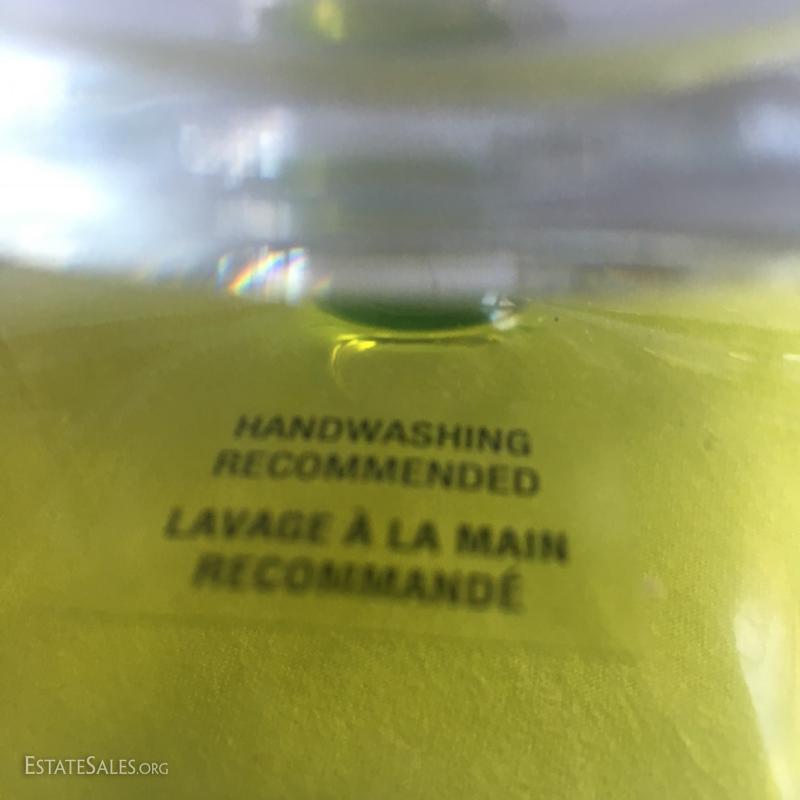 HANDWASHING
RECOMMENDED
LAVAGE À LA MAIN
RECOMMANDÉ
ESTATESALES.ORG